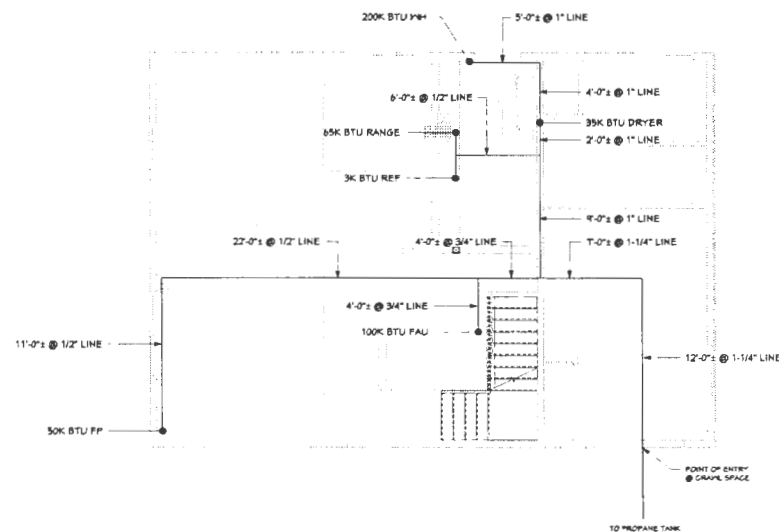 200K BTU WH
5'-0"± @ 1" LINE
4'-0"± @ 1" LINE
6'-0"± @ 1/2" LINE
35K BTU DRYER
65K BTU RANGE
2'-0"± @ 1" LINE
3K BTU REF
9'-0"± @ 1" LINE
22'-0"± @ 1/2" LINE
4'-0"± @ 3/4" LINE
7'-0"± @ 1-1/4" LINE
4'-0"± @ 3/4" LINE
100K BTU FAU
11'-0"± @ 1/2" LINE
12'-0"± @ 1-1/4" LINE
50K BTU FP
POINT OF ENTRY
@ CRAWL SPACE
TO PROPANE TANK